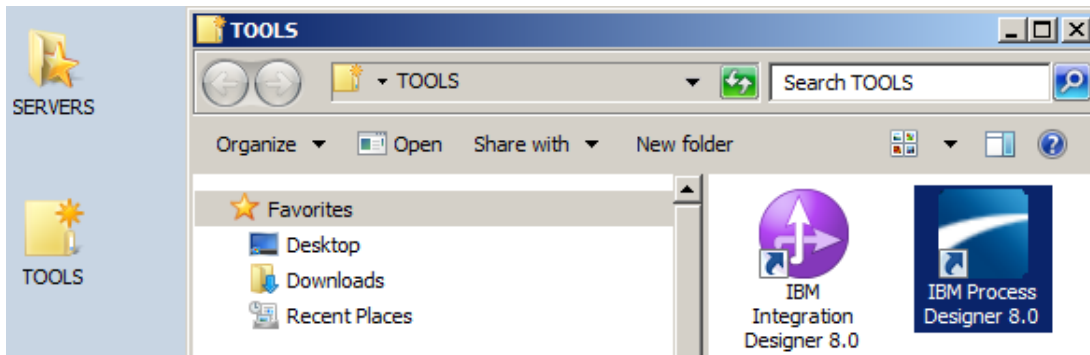 SERVERS
TOOLS
TOOLS
TOOLS
Search TOOLS
Organize Open Share with New folder
Favorites
Desktop
Downloads
Recent Places
IBM
Integration
Designer 8.0
IBM Process
Designer 8.0